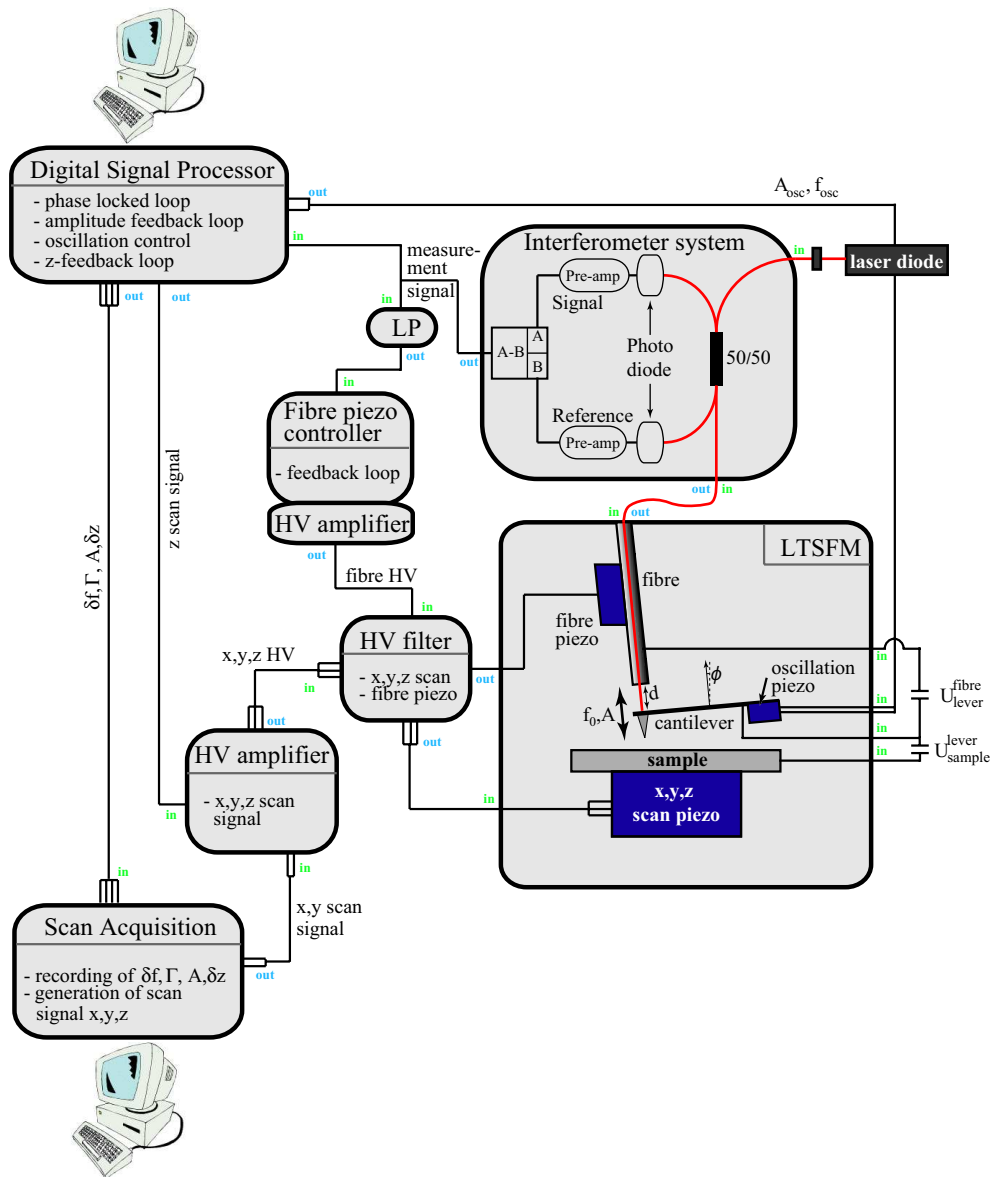 Digital Signal Processor
- phase locked loop
- amplitude feedback loop
- oscillation control
- z-feedback loop
out
in
out
out
A_osc, f_osc
measure-
ment
signal
in
LP
out
in
Fibre piezo
controller
- feedback loop
HV amplifier
out
fibre HV
in
Interferometer system
in
laser diode
Pre-amp
Signal
A-B
A
B
out
Photo
diode
50/50
Reference
Pre-amp
out
in
in
out
LTSFM
fibre
fibre
piezo
d
ϕ
oscillation
piezo
f₀,A
cantilever
in
in
in
U_lever^fibre
U_sample^lever
sample
x,y,z
scan piezo
in
HV filter
- x,y,z scan
- fibre piezo
out
out
x,y,z HV
in
out
HV amplifier
- x,y,z scan
signal
in
in
z scan signal
δf,Γ, A,δz
in
x,y scan
signal
Scan Acquisition
- recording of δf,Γ, A,δz
- generation of scan
signal x,y,z
out